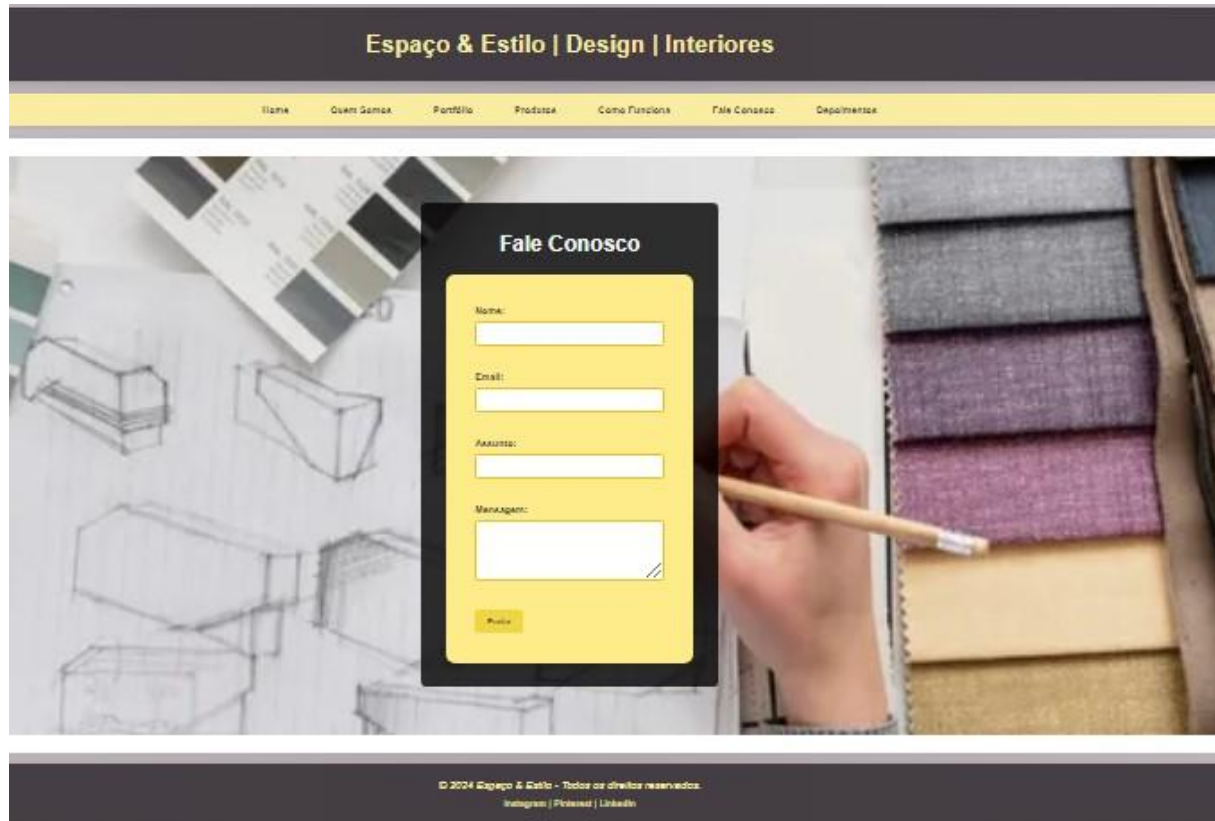 Espaço & Estilo | Design | Interiores
Home Quem Somos Portfólio Produtos Como Funciona Fale Conosco Depoimentos
Fale Conosco
Nome:
Email:
Assunto:
Mensagem:
Enviar
© 2024 Espaço & Estilo - Todos os direitos reservados.
Instagram | Pinterest | LinkedIn